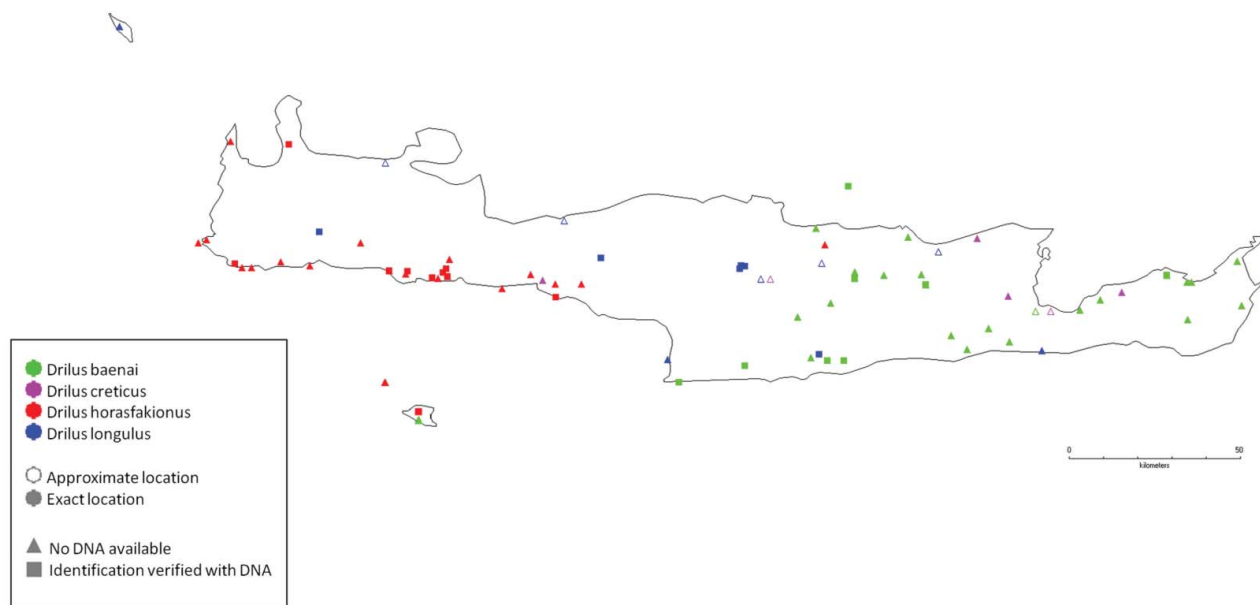 Drilus baenai
Drilus creticus
Drilus horasfakionus
Drilus longulus
Approximate location
Exact location
No DNA available
Identification verified with DNA
0 50
kilometers